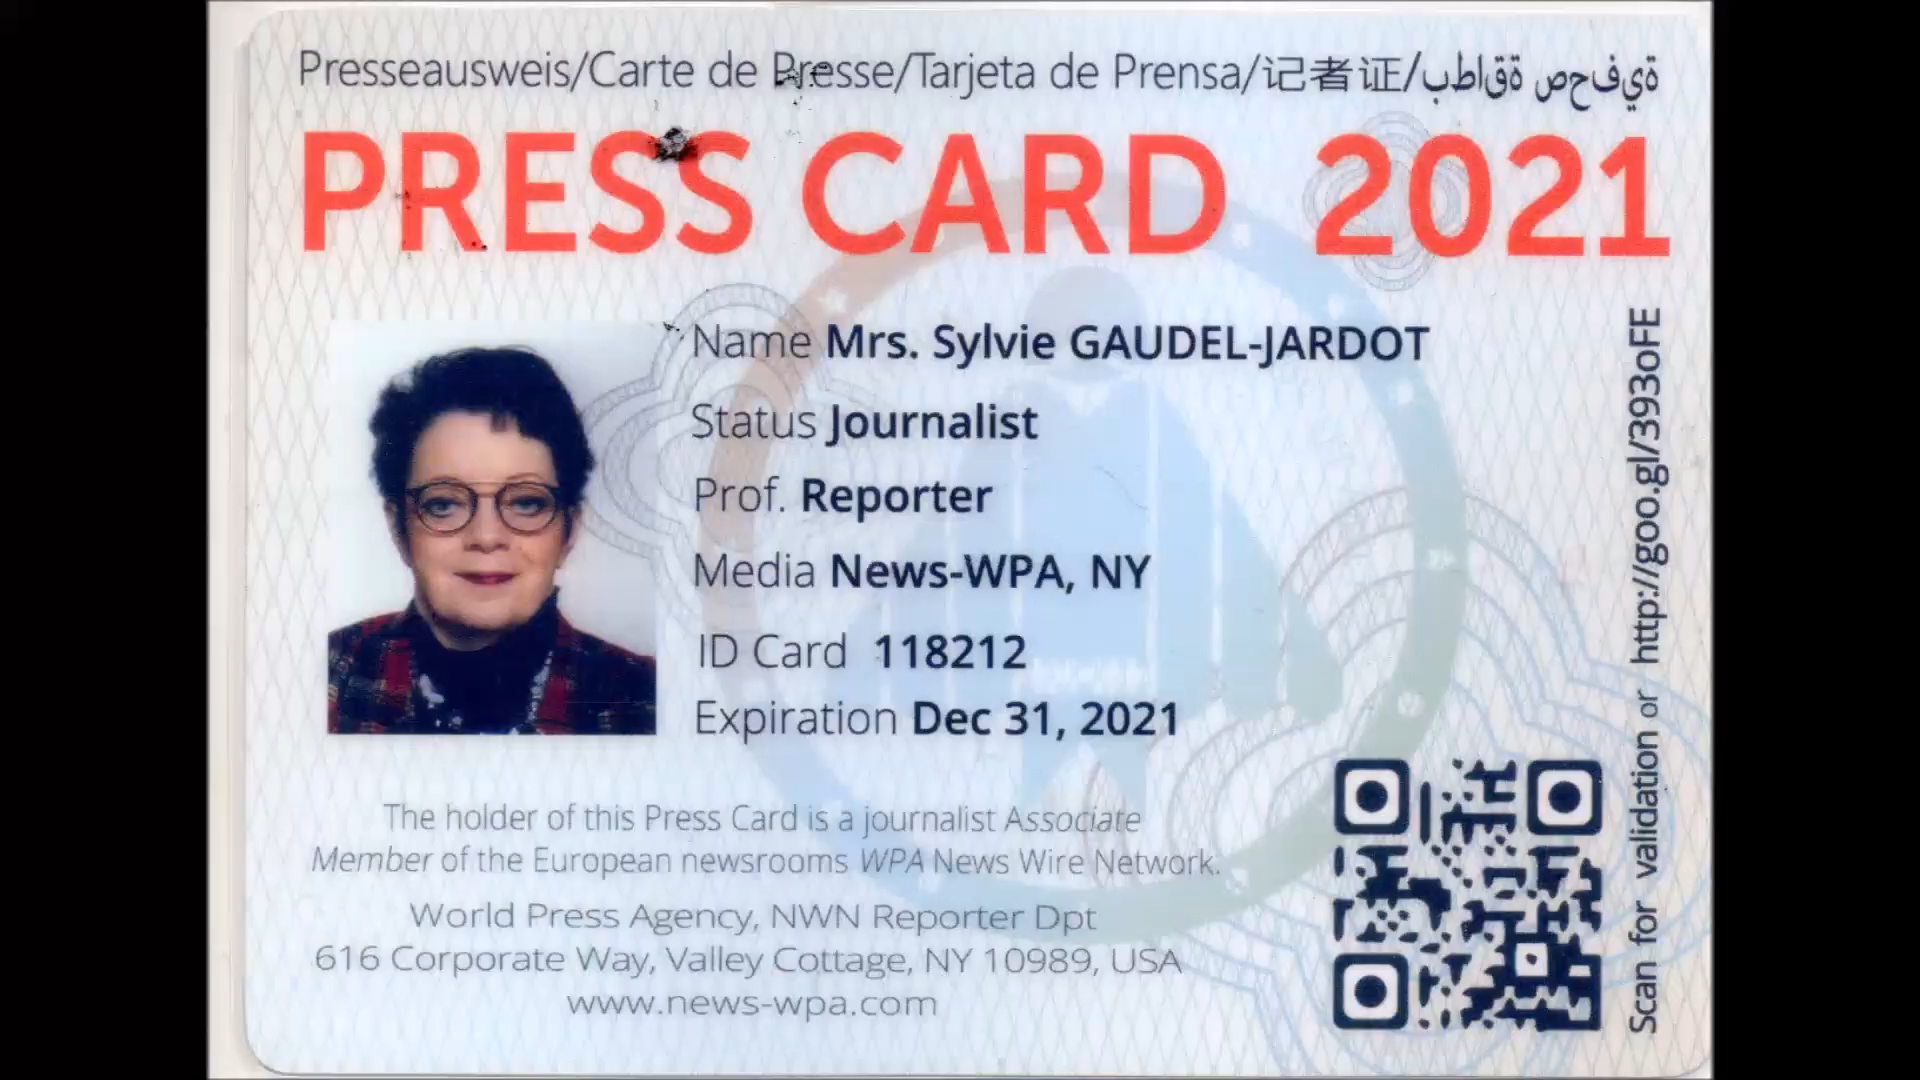 Presseausweis/Carte de Presse/Tarjeta de Prensa/记者证/ةيفحص ةقاطب
PRESS CARD 2021
Name Mrs. Sylvie GAUDEL-JARDOT
Status Journalist
Prof. Reporter
Media News-WPA, NY
ID Card 118212
Expiration Dec 31, 2021
The holder of this Press Card is a journalist Associate
Member of the European newsrooms WPA News Wire Network.
World Press Agency, NWN Reporter Dpt
616 Corporate Way, Valley Cottage, NY 10989, USA
www.news-wpa.com
Scan for validation or http://goo.gl/393oFE